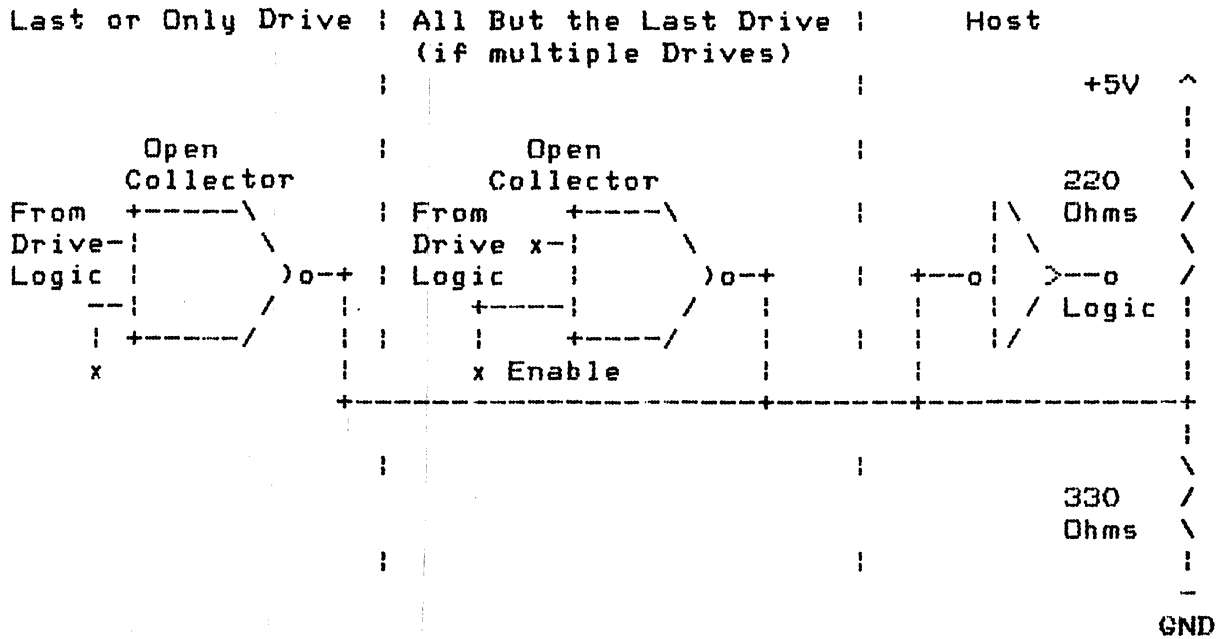 Last or Only Drive | All But the Last Drive | Host
(if multiple Drives)
+5V
Open Open
Collector Collector 220
From From Ohms
Drive Drive x
Logic Logic
Logic
x x Enable
330
Ohms
GND